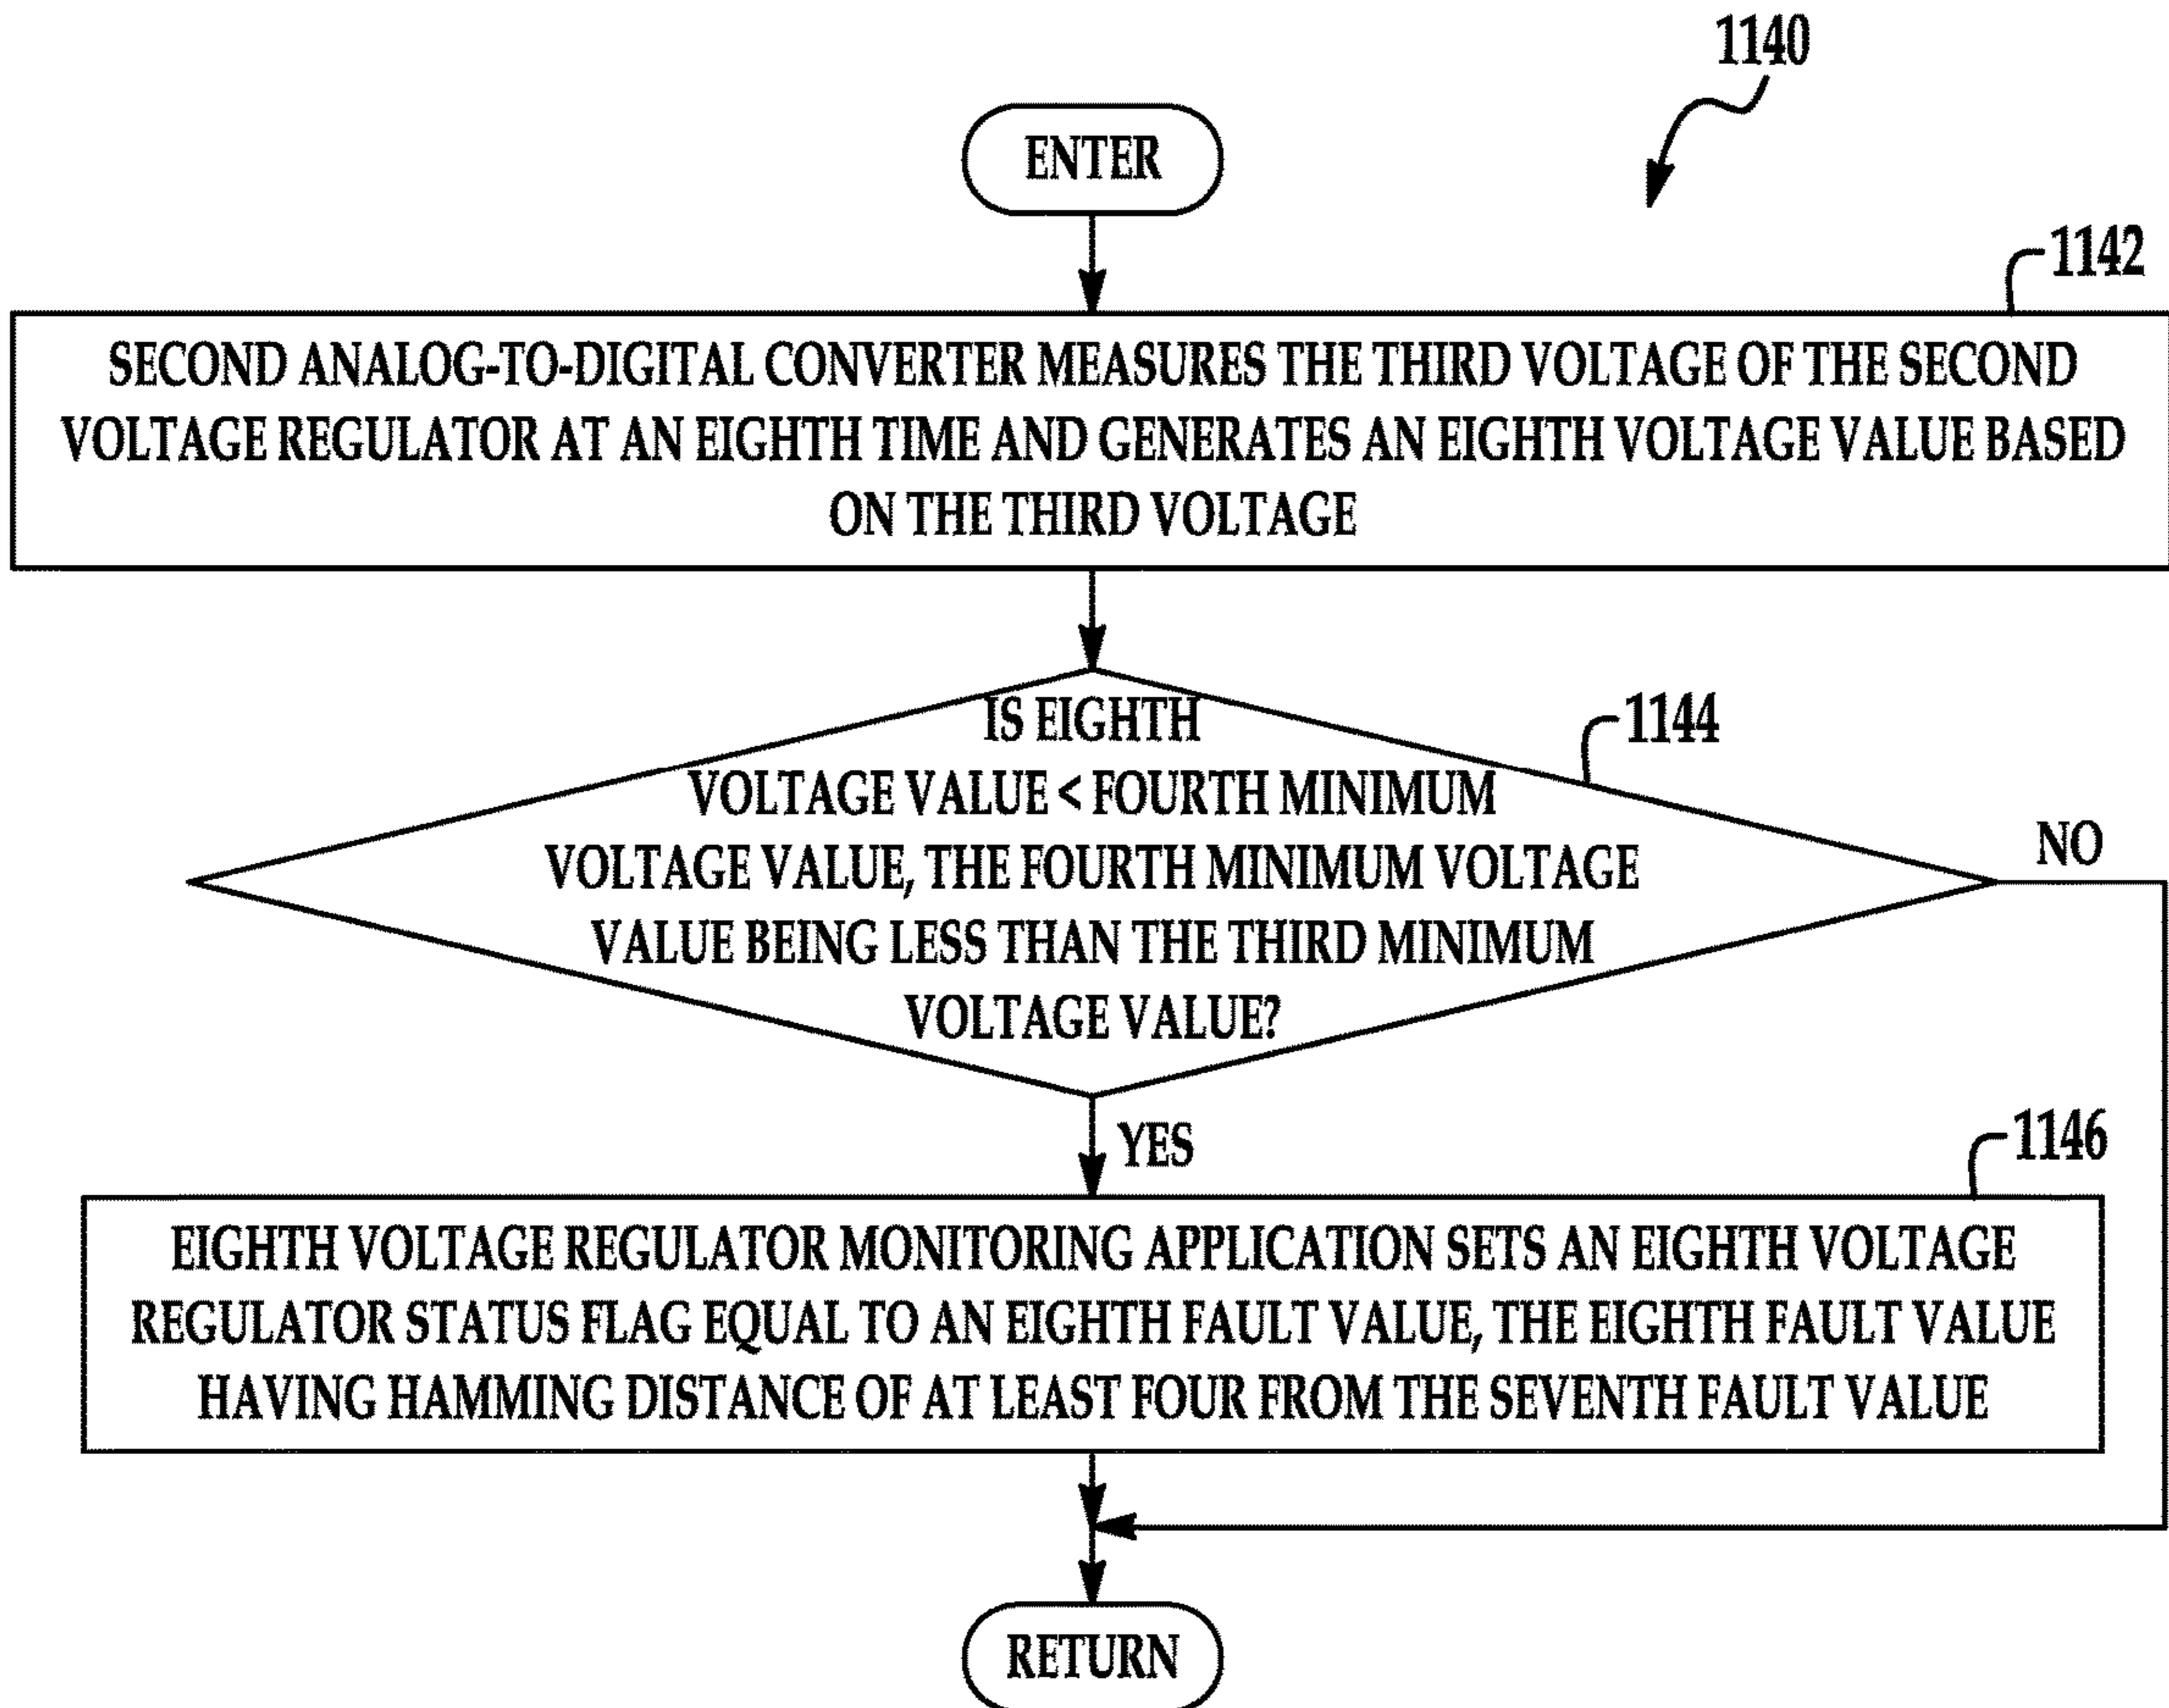 1140
ENTER
1142
SECOND ANALOG-TO-DIGITAL CONVERTER MEASURES THE THIRD VOLTAGE OF THE SECOND
VOLTAGE REGULATOR AT AN EIGHTH TIME AND GENERATES AN EIGHTH VOLTAGE VALUE BASED
ON THE THIRD VOLTAGE
1144
IS EIGHTH
VOLTAGE VALUE < FOURTH MINIMUM
VOLTAGE VALUE, THE FOURTH MINIMUM VOLTAGE
VALUE BEING LESS THAN THE THIRD MINIMUM
VOLTAGE VALUE?
NO
YES
1146
EIGHTH VOLTAGE REGULATOR MONITORING APPLICATION SETS AN EIGHTH VOLTAGE
REGULATOR STATUS FLAG EQUAL TO AN EIGHTH FAULT VALUE, THE EIGHTH FAULT VALUE
HAVING HAMMING DISTANCE OF AT LEAST FOUR FROM THE SEVENTH FAULT VALUE
RETURN